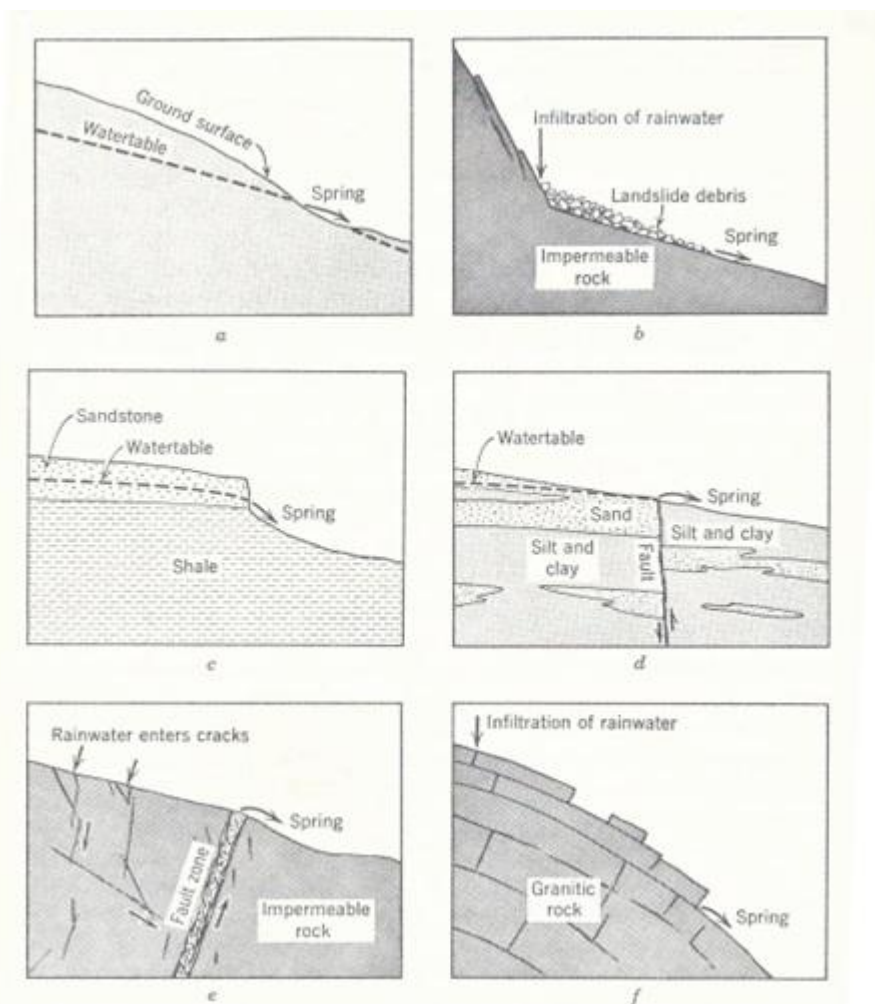 Ground surface
Watertable
Spring
a
Infiltration of rainwater
Landslide debris
Spring
Impermeable
rock
b
Sandstone
Watertable
Spring
Shale
c
Watertable
Spring
Sand
Silt and clay
Silt and
clay
Fault
d
Rainwater enters cracks
Spring
Fault zone
Impermeable
rock
e
Infiltration of rainwater
Granitic
rock
Spring
f